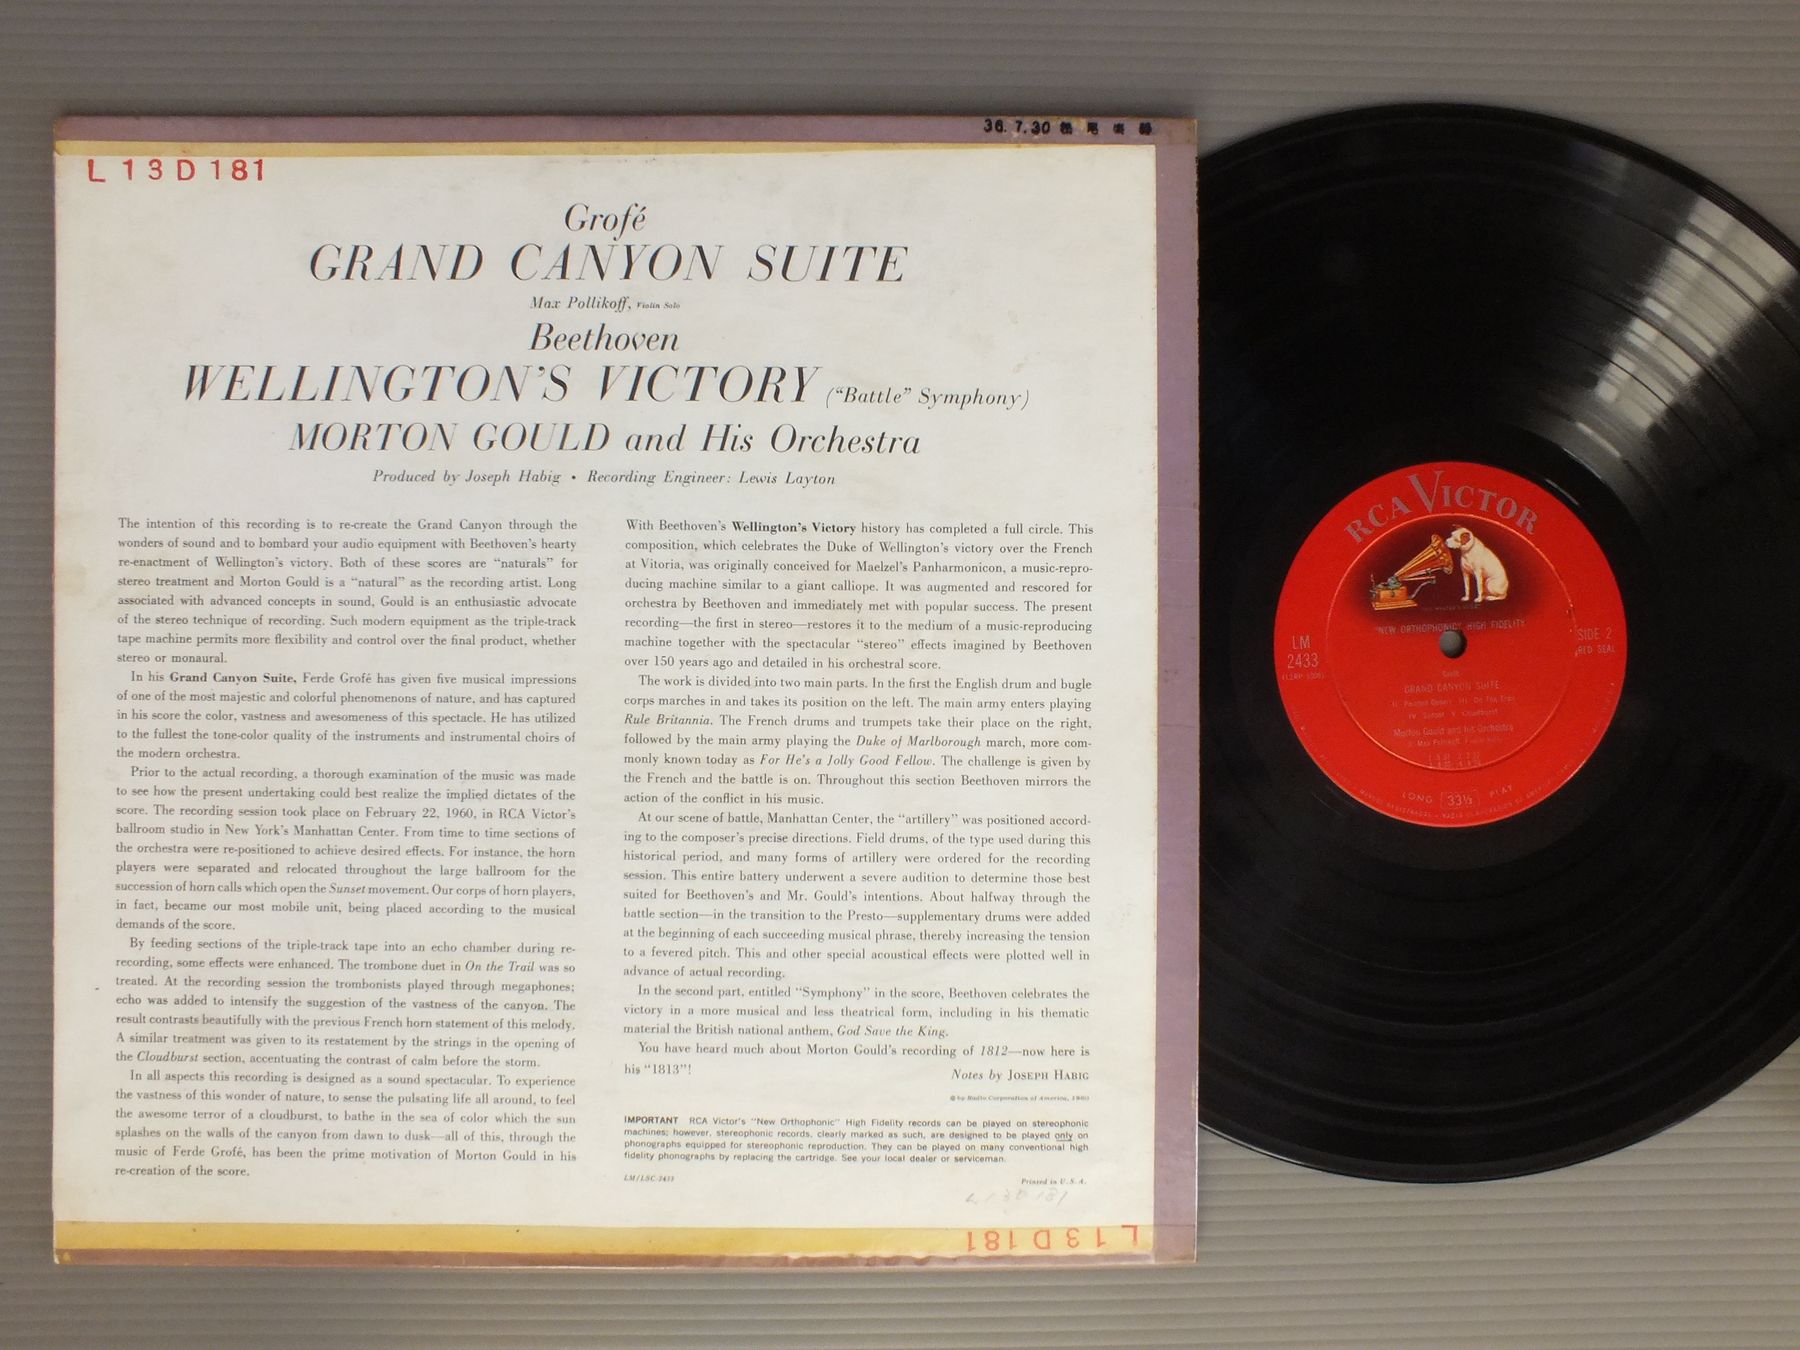 36. 7.30
L 13 D 181
Grofé
GRAND CANYON SUITE
Max Pollikoff, Violin Solo
Beethoven
WELLINGTON'S VICTORY (“Battle” Symphony)
MORTON GOULD and His Orchestra
Produced by Joseph Habig • Recording Engineer: Lewis Layton
The intention of this recording is to re-create the Grand Canyon through the
wonders of sound and to bombard your audio equipment with Beethoven's hearty
re-enactment of Wellington's victory. Both of these scores are “naturals” for
stereo treatment and Morton Gould is a “natural” as the recording artist. Long
associated with advanced concepts in sound, Gould is an enthusiastic advocate
of the stereo technique of recording. Such modern equipment as the triple-track
tape machine permits more flexibility and control over the final product, whether
stereo or monaural.
In his Grand Canyon Suite, Ferde Grofé has given five musical impressions
of one of the most majestic and colorful phenomenons of nature, and has captured
in his score the color, vastness and awesomeness of this spectacle. He has utilized
to the fullest the tone-color quality of the instruments and instrumental choirs of
the modern orchestra.
Prior to the actual recording, a thorough examination of the music was made
to see how the present undertaking could best realize the implied dictates of the
score. The recording session took place on February 22, 1960, in RCA Victor's
ballroom studio in New York's Manhattan Center. From time to time sections of
the orchestra were re-positioned to achieve desired effects. For instance, the horn
players were separated and relocated throughout the large ballroom for the
succession of horn calls which open the Sunset movement. Our corps of horn players,
in fact, became our most mobile unit, being placed according to the musical
demands of the score.
By feeding sections of the triple-track tape into an echo chamber during re-
recording, some effects were enhanced. The trombone duet in On the Trail was so
treated. At the recording session the trombonists played through megaphones;
echo was added to intensify the suggestion of the vastness of the canyon. The
result contrasts beautifully with the previous French horn statement of this melody.
A similar treatment was given to its restatement by the strings in the opening of
the Cloudburst section, accentuating the contrast of calm before the storm.
In all aspects this recording is designed as a sound spectacular. To experience
the vastness of this wonder of nature, to sense the pulsating life all around, to feel
the awesome terror of a cloudburst, to bathe in the sea of color which the sun
splashes on the walls of the canyon from dawn to dusk—all of this, through the
music of Ferde Grofé, has been the prime motivation of Morton Gould in his
re-creation of the score.
With Beethoven's Wellington's Victory history has completed a full circle. This
composition, which celebrates the Duke of Wellington's victory over the French
at Vitoria, was originally conceived for Maelzel's Panharmonicon, a music-repro-
ducing machine similar to a giant calliope. It was augmented and rescored for
orchestra by Beethoven and immediately met with popular success. The present
recording—the first in stereo—restores it to the medium of a music-reproducing
machine together with the spectacular “stereo” effects imagined by Beethoven
over 150 years ago and detailed in his orchestral score.
The work is divided into two main parts. In the first the English drum and bugle
corps marches in and takes its position on the left. The main army enters playing
Rule Britannia. The French drums and trumpets take their place on the right,
followed by the main army playing the Duke of Marlborough march, more com-
monly known today as For He's a Jolly Good Fellow. The challenge is given by
the French and the battle is on. Throughout this section Beethoven mirrors the
action of the conflict in his music.
At our scene of battle, Manhattan Center, the “artillery” was positioned accord-
ing to the composer's precise directions. Field drums, of the type used during this
historical period, and many forms of artillery were ordered for the recording
session. This entire battery underwent a severe audition to determine those best
suited for Beethoven's and Mr. Gould's intentions. About halfway through the
battle section—in the transition to the Presto—supplementary drums were added
at the beginning of each succeeding musical phrase, thereby increasing the tension
to a fevered pitch. This and other special acoustical effects were plotted well in
advance of actual recording.
In the second part, entitled “Symphony” in the score, Beethoven celebrates the
victory in a more musical and less theatrical form, including in his thematic
material the British national anthem, God Save the King.
You have heard much about Morton Gould's recording of 1812—now here is
his “1813”!
Notes by JOSEPH HABIG
© by Radio Corporation of America, 1960
IMPORTANT RCA Victor's “New Orthophonic” High Fidelity records can be played on stereophonic
machines; however, stereophonic records, clearly marked as such, are designed to be played only on
phonographs equipped for stereophonic reproduction. They can be played on many conventional high
fidelity phonographs by replacing the cartridge. See your local dealer or serviceman.
LM/LSC-2433
Printed in U. S. A.
L 13D 181
L 13 D 181
RCA VICTOR
"HIS MASTER'S VOICE"
"NEW ORTHOPHONIC" HIGH FIDELITY
LM
2433
SIDE 2
RED SEAL
Grofé
GRAND CANYON SUITE
II Painted Desert III On The Trail
IV Sunset V Cloudburst
Morton Gould and his Orchestra
LONG 33⅓ PLAY